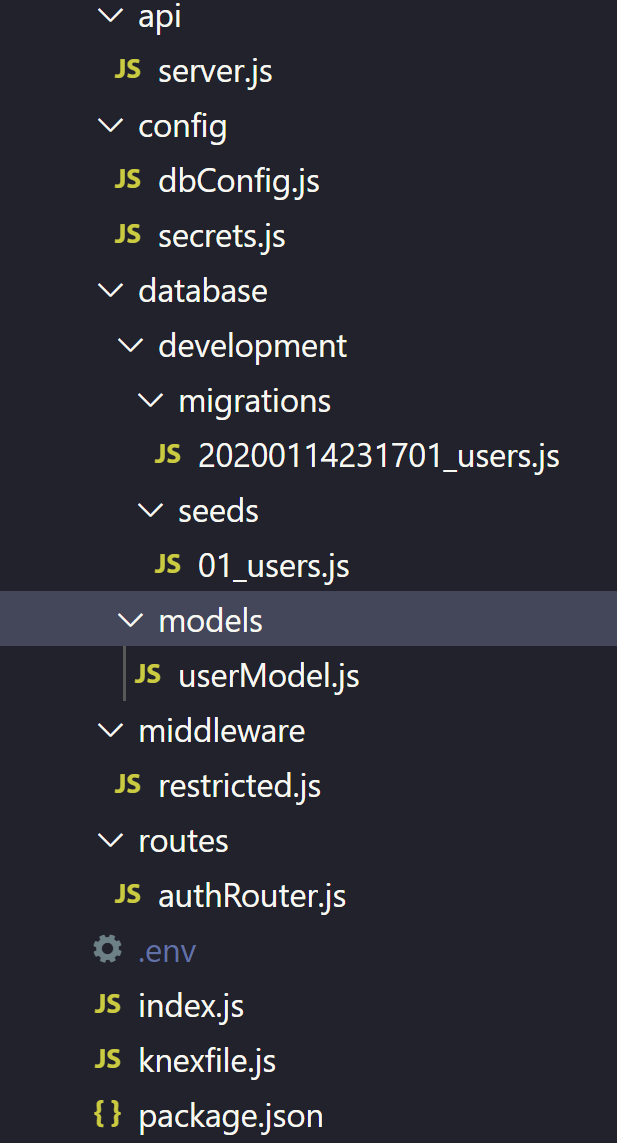 api
JS server.js
config
JS dbConfig.js
JS secrets.js
database
development
migrations
JS 20200114231701_users.js
seeds
JS 01_users.js
models
JS userModel.js
middleware
JS restricted.js
routes
JS authRouter.js
.env
JS index.js
JS knexfile.js
{} package.json